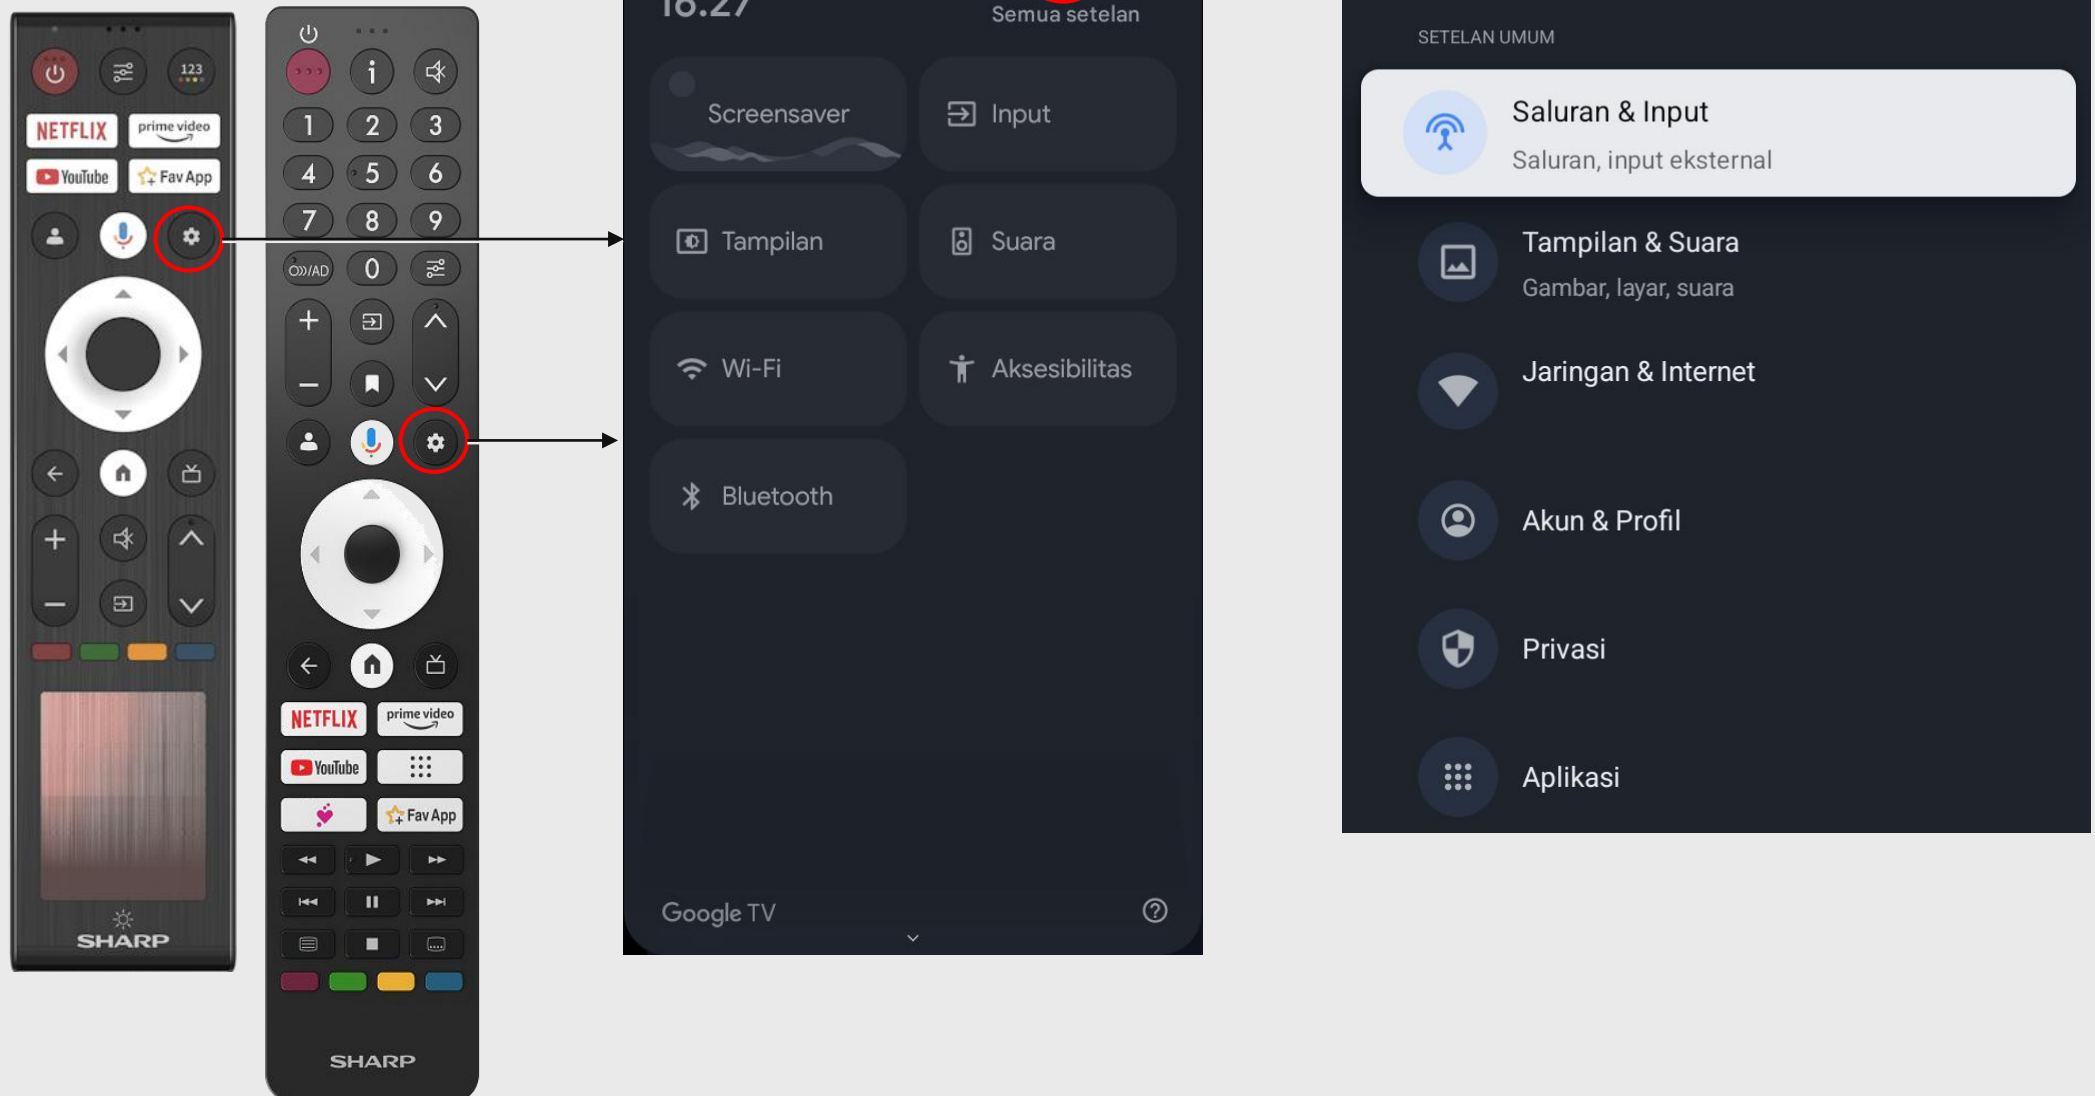 123
NETFLIX
prime video
YouTube
Fav App
SHARP
i
1
2
3
4
5
6
7
8
9
O))/AD
0
NETFLIX
prime video
YouTube
Fav App
SHARP
16.27
Semua setelan
Screensaver
Input
Tampilan
Suara
Wi-Fi
Aksesibilitas
Bluetooth
Google TV
SETELAN UMUM
Saluran & Input
Saluran, input eksternal
Tampilan & Suara
Gambar, layar, suara
Jaringan & Internet
Akun & Profil
Privasi
Aplikasi